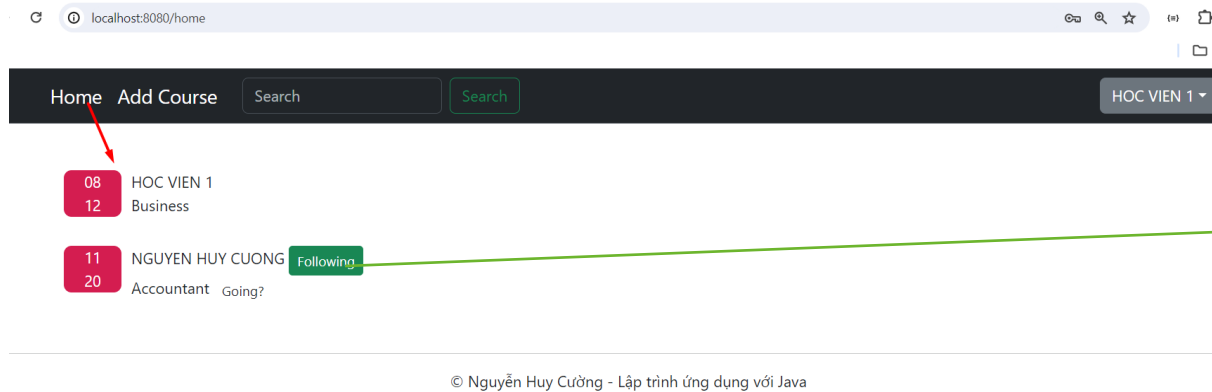 localhost:8080/home
Home Add Course Search Search HOC VIEN 1
08 HOC VIEN 1
12 Business
11 NGUYEN HUY CUONG Following
20 Accountant Going?
© Nguyễn Huy Cường - Lập trình ứng dụng với Java